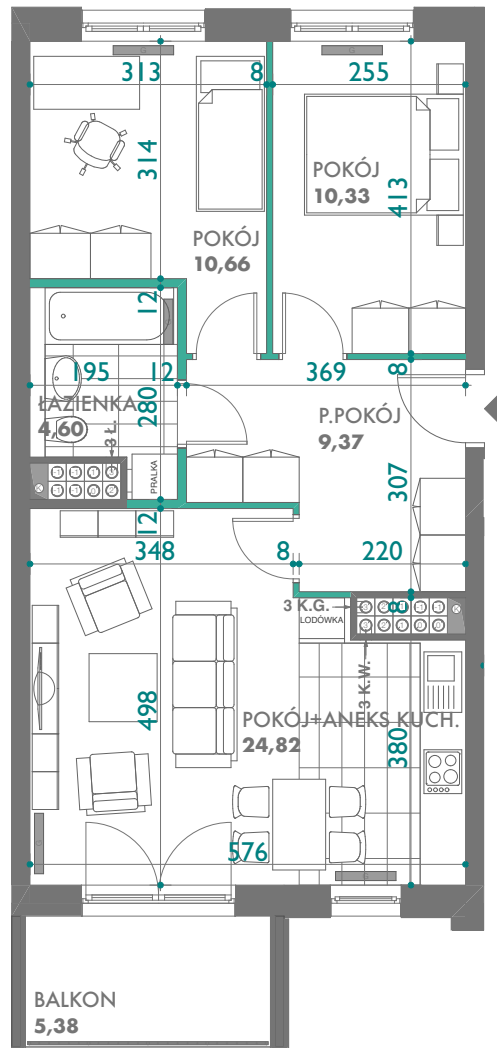 313
8
255
314
POKÓJ
10,33
413
POKÓJ
10,66
12
195
12
369
8
ŁAZIENKA
4,60
280
3 Ł.
P.POKÓJ
9,37
PRALKA
307
12
348
8
220
3 K.G.
8
LODÓWKA
3 K.W.
498
POKÓJ+ANEKS KUCH.
24,82
380
576
BALKON
5,38